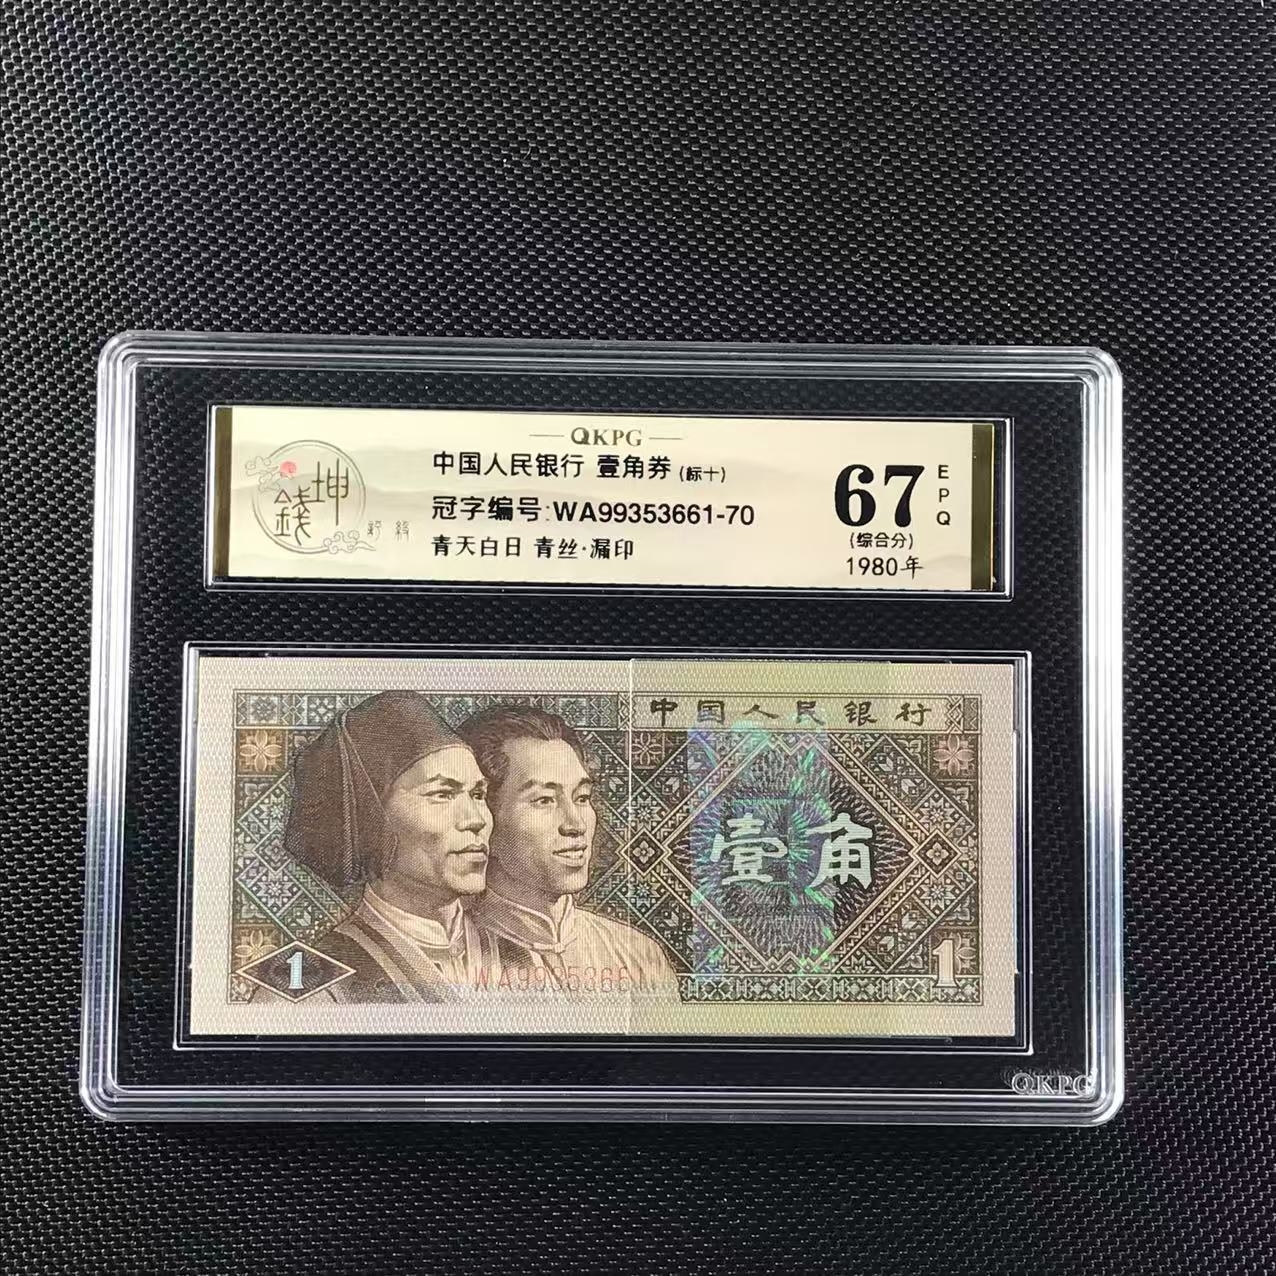 QKPG
坤
錢
中国人民银行 壹角券 (标十)
冠字编号:WA99353661-70
青天白日 青丝·漏印
67
EPQ
(综合分)
1980年
中国人民银行
壹角
1
WA99353661
1
QKPG